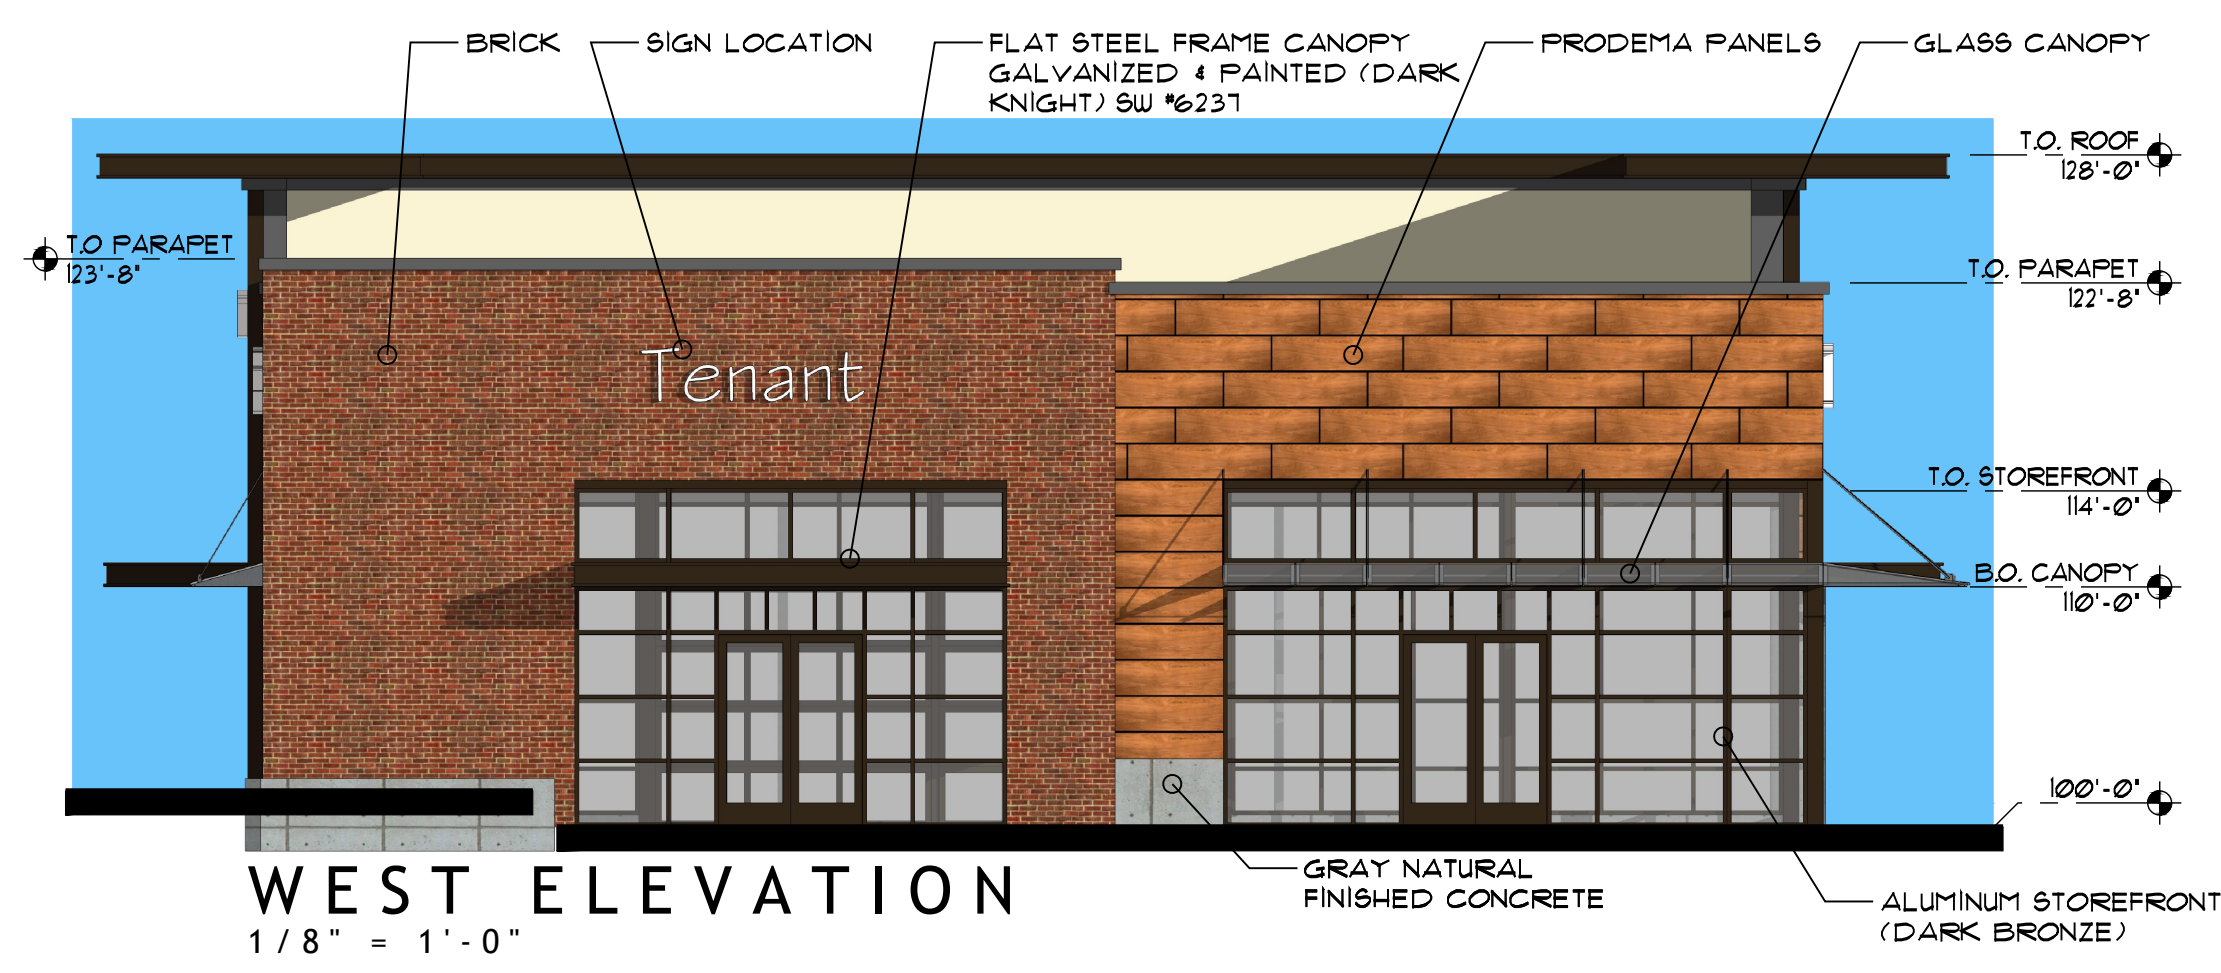 BRICK
SIGN LOCATION
FLAT STEEL FRAME CANOPY
GALVANIZED & PAINTED (DARK
KNIGHT) SW #6237
PRODEMA PANELS
GLASS CANOPY
T.O. ROOF
128'-0"
T.O PARAPET
123'-8"
T.O. PARAPET
122'-8"
Tenant
T.O. STOREFRONT
114'-0"
B.O. CANOPY
110'-0"
100'-0"
GRAY NATURAL
FINISHED CONCRETE
ALUMINUM STOREFRONT
(DARK BRONZE)
WEST ELEVATION
1/8" = 1'-0"